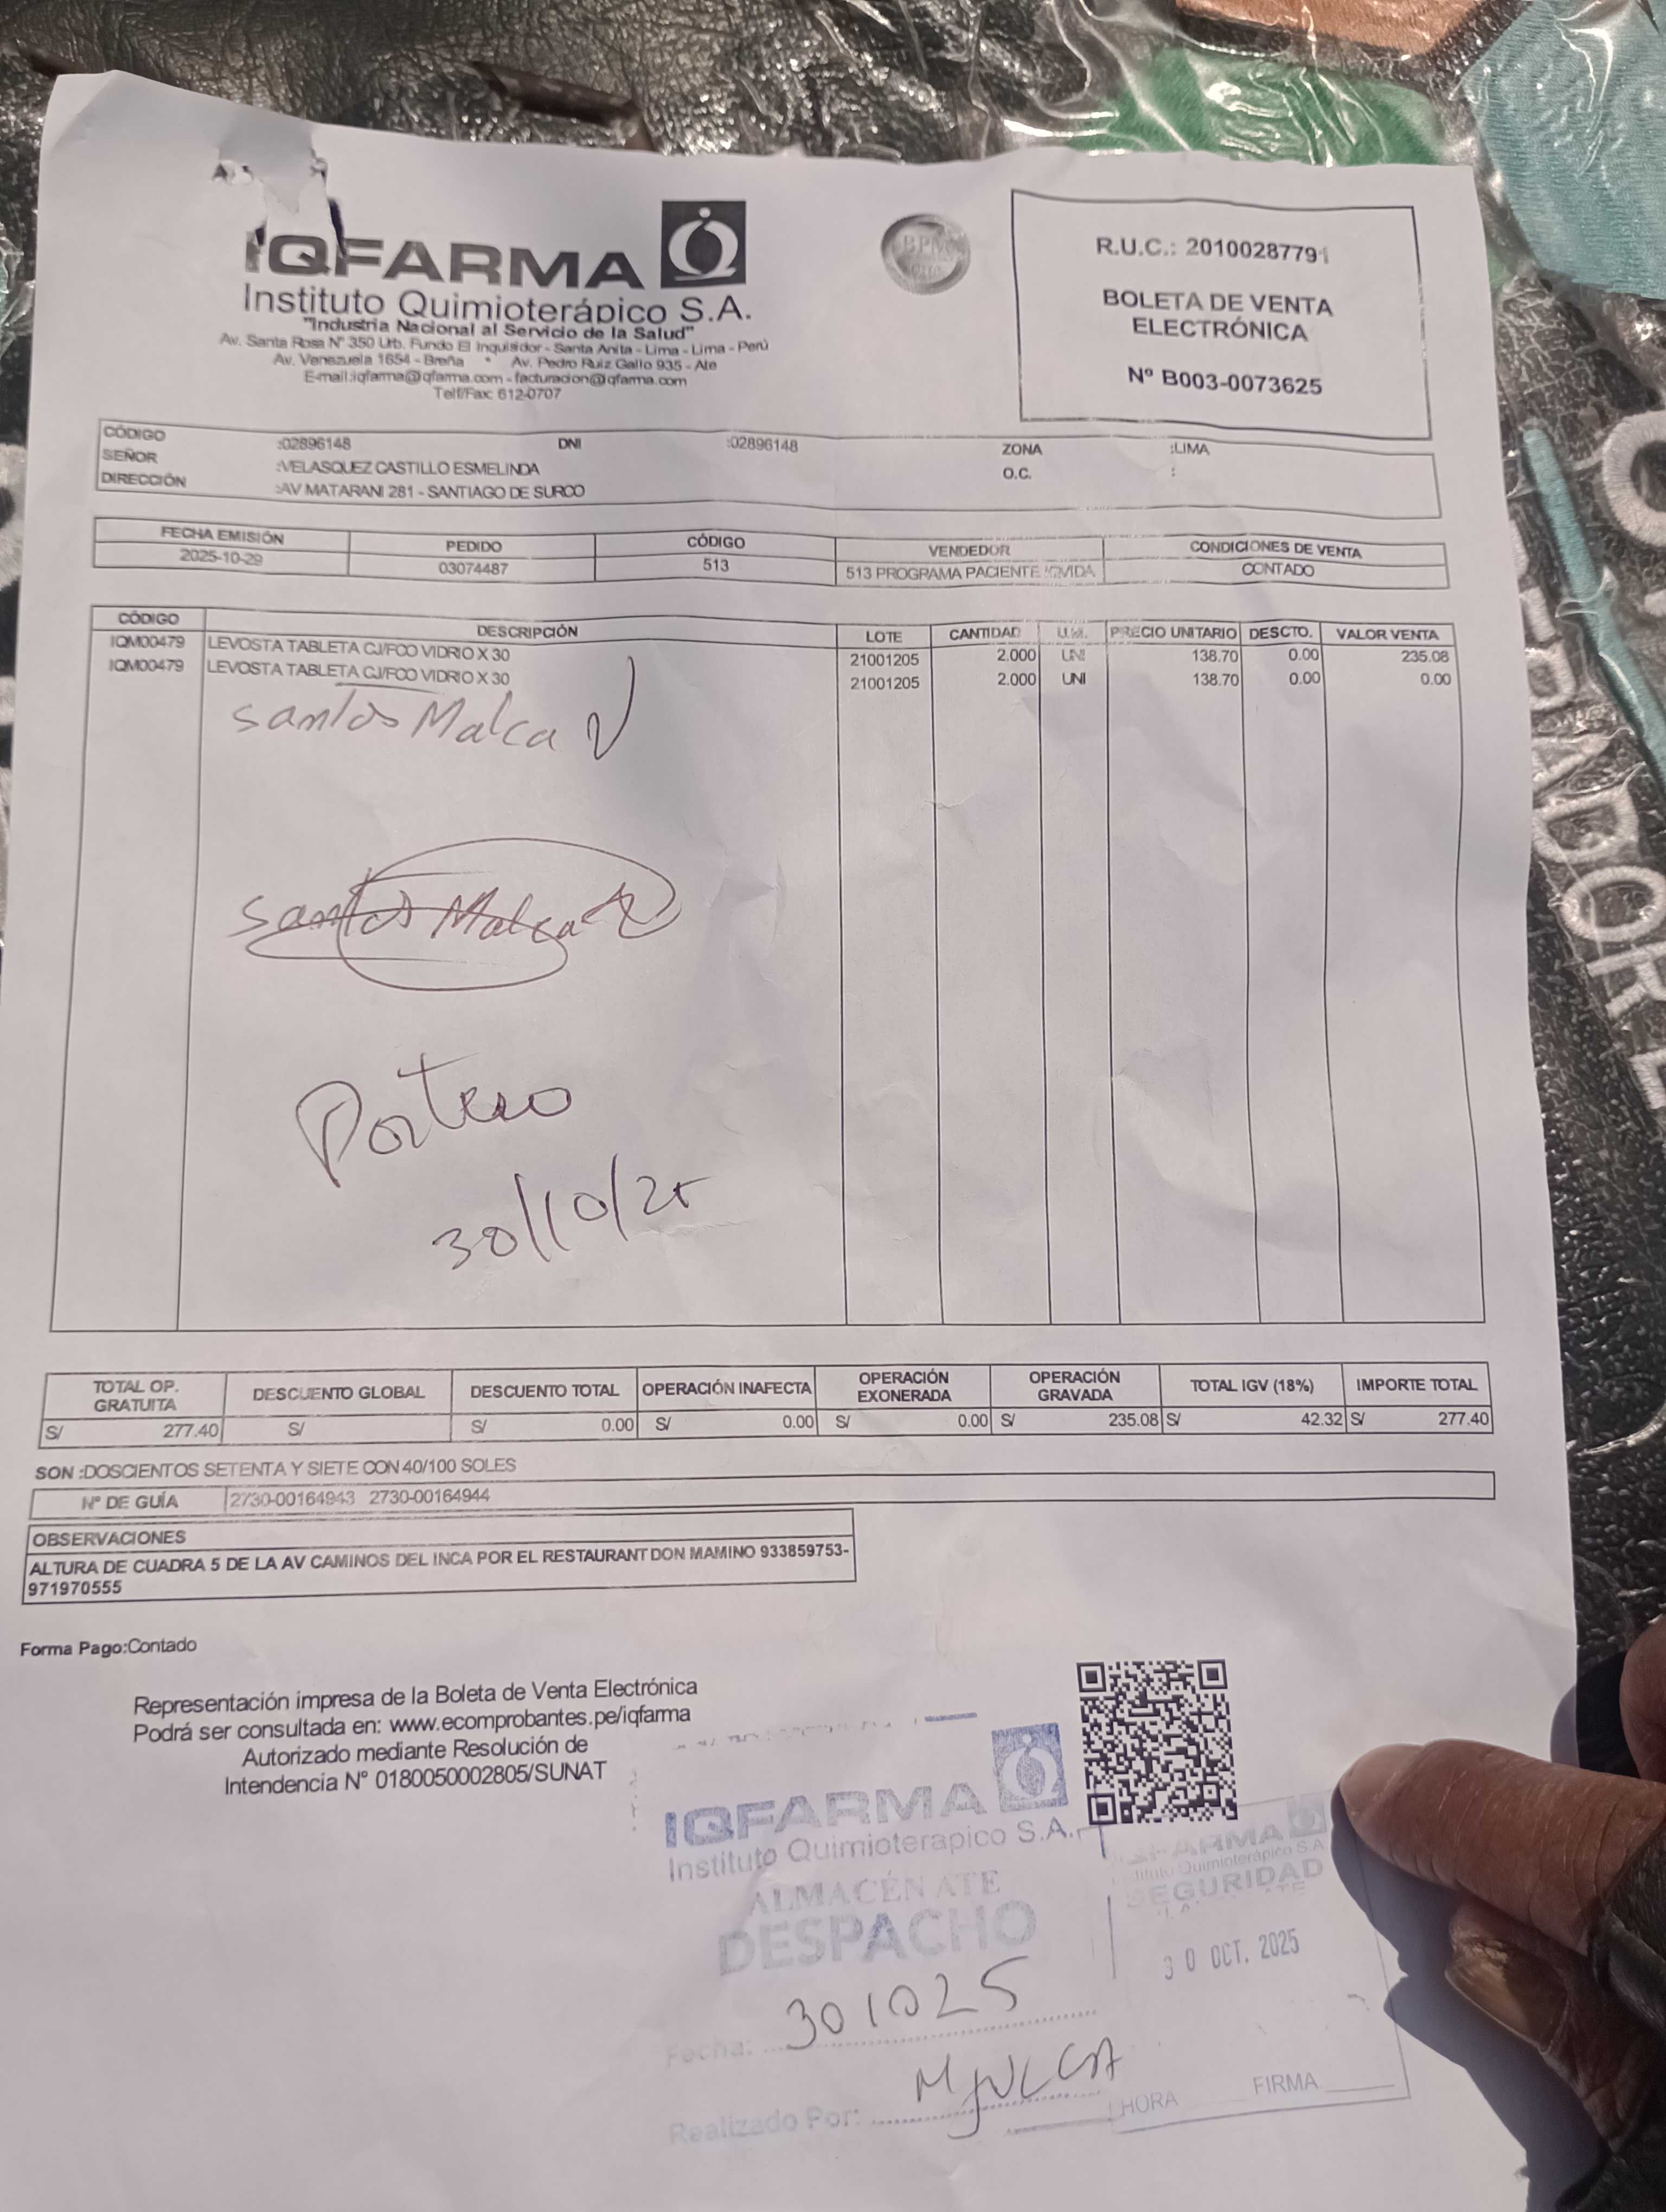 IQFARMA
Instituto Quimioterápico S.A.
"Industria Nacional al Servicio de la Salud"
Av. Santa Rosa Nº 350 Urb. Fundo El Inquisidor - Santa Anita - Lima - Lima - Perú
Av. Venezuela 1654 - Breña * Av. Pedro Ruiz Gallo 935 - Ate
E-mail:iqfarma@iqfarma.com - facturacion@iqfarma.com
Telf/Fax: 612-0707
BPM
R.U.C.: 20100287791
BOLETA DE VENTA
ELECTRÓNICA
Nº B003-0073625
CÓDIGO :02896148 DNI :02896148 ZONA :LIMA
SEÑOR :VELASQUEZ CASTILLO ESMELINDA O.C. :
DIRECCIÓN :AV MATARANI 281 - SANTIAGO DE SURCO
FECHA EMISIÓN PEDIDO CÓDIGO VENDEDOR CONDICIONES DE VENTA
2025-10-29 03074487 513 513 PROGRAMA PACIENTE CONTADO
CÓDIGO DESCRIPCIÓN LOTE CANTIDAD U.M. PRECIO UNITARIO DESCTO. VALOR VENTA
IQM00479 LEVOSTA TABLETA CJ/FCO VIDRIO X 30 21001205 2.000 UNI 138.70 0.00 235.08
IQM00479 LEVOSTA TABLETA CJ/FCO VIDRIO X 30 21001205 2.000 UNI 138.70 0.00 0.00
Santos Malca V
Santos Malca
Portero
30/10/25
TOTAL OP. GRATUITA DESCUENTO GLOBAL DESCUENTO TOTAL OPERACIÓN INAFECTA OPERACIÓN EXONERADA OPERACIÓN GRAVADA TOTAL IGV (18%) IMPORTE TOTAL
S/ 277.40 S/ S/ 0.00 S/ 0.00 S/ 0.00 S/ 235.08 S/ 42.32 S/ 277.40
SON :DOSCIENTOS SETENTA Y SIETE CON 40/100 SOLES
Nº DE GUÍA 2730-00164943 2730-00164944
OBSERVACIONES
ALTURA DE CUADRA 5 DE LA AV CAMINOS DEL INCA POR EL RESTAURANT DON MAMINO 933859753-
971970555
Forma Pago:Contado
Representación impresa de la Boleta de Venta Electrónica
Podrá ser consultada en: www.ecomprobantes.pe/iqfarma
Autorizado mediante Resolución de
Intendencia Nº 0180050002805/SUNAT
IQFARMA
Instituto Quimioterapico S.A.
ALMACÉN ATE
DESPACHO
Fecha: 301025
Realizado Por:
Instituto Quimioterápico S.A
SEGURIDAD
30 OCT. 2025
HORA FIRMA